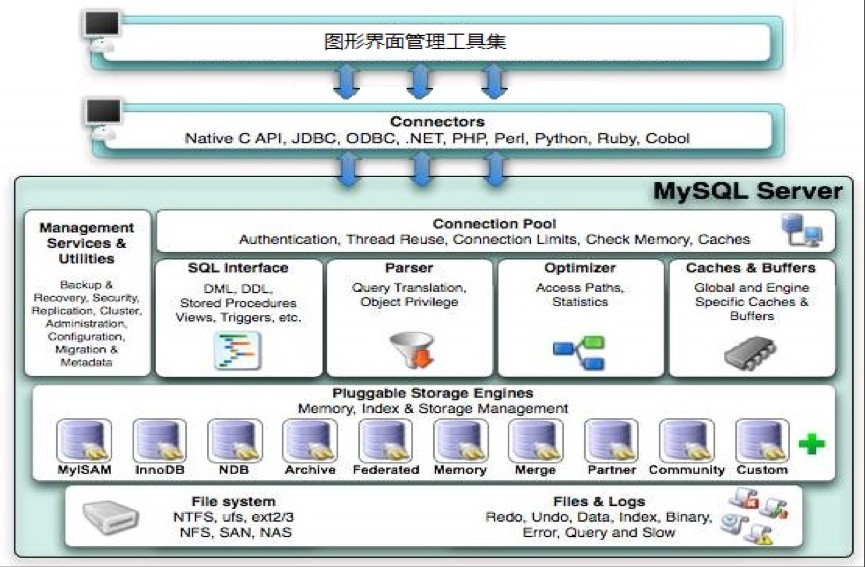 图形界面管理工具集
Connectors
Native C API, JDBC, ODBC, .NET, PHP, Perl, Python, Ruby, Cobol
MySQL Server
Management
Services &
Utilities
Backup &
Recovery, Security,
Replication, Cluster,
Administration,
Configuration,
Migration &
Metadata
Connection Pool
Authentication, Thread Reuse, Connection Limits, Check Memory, Caches
SQL Interface
DML, DDL,
Stored Procedures
Views, Triggers, etc.
Parser
Query Translation,
Object Privilege
Optimizer
Access Paths,
Statistics
Caches & Buffers
Global and Engine
Specific Caches &
Buffers
Pluggable Storage Engines
Memory, Index & Storage Management
MyISAM
InnoDB
NDB
Archive
Federated
Memory
Merge
Partner
Community
Custom
File system
NTFS, ufs, ext2/3
NFS, SAN, NAS
Files & Logs
Redo, Undo, Data, Index, Binary,
Error, Query and Slow